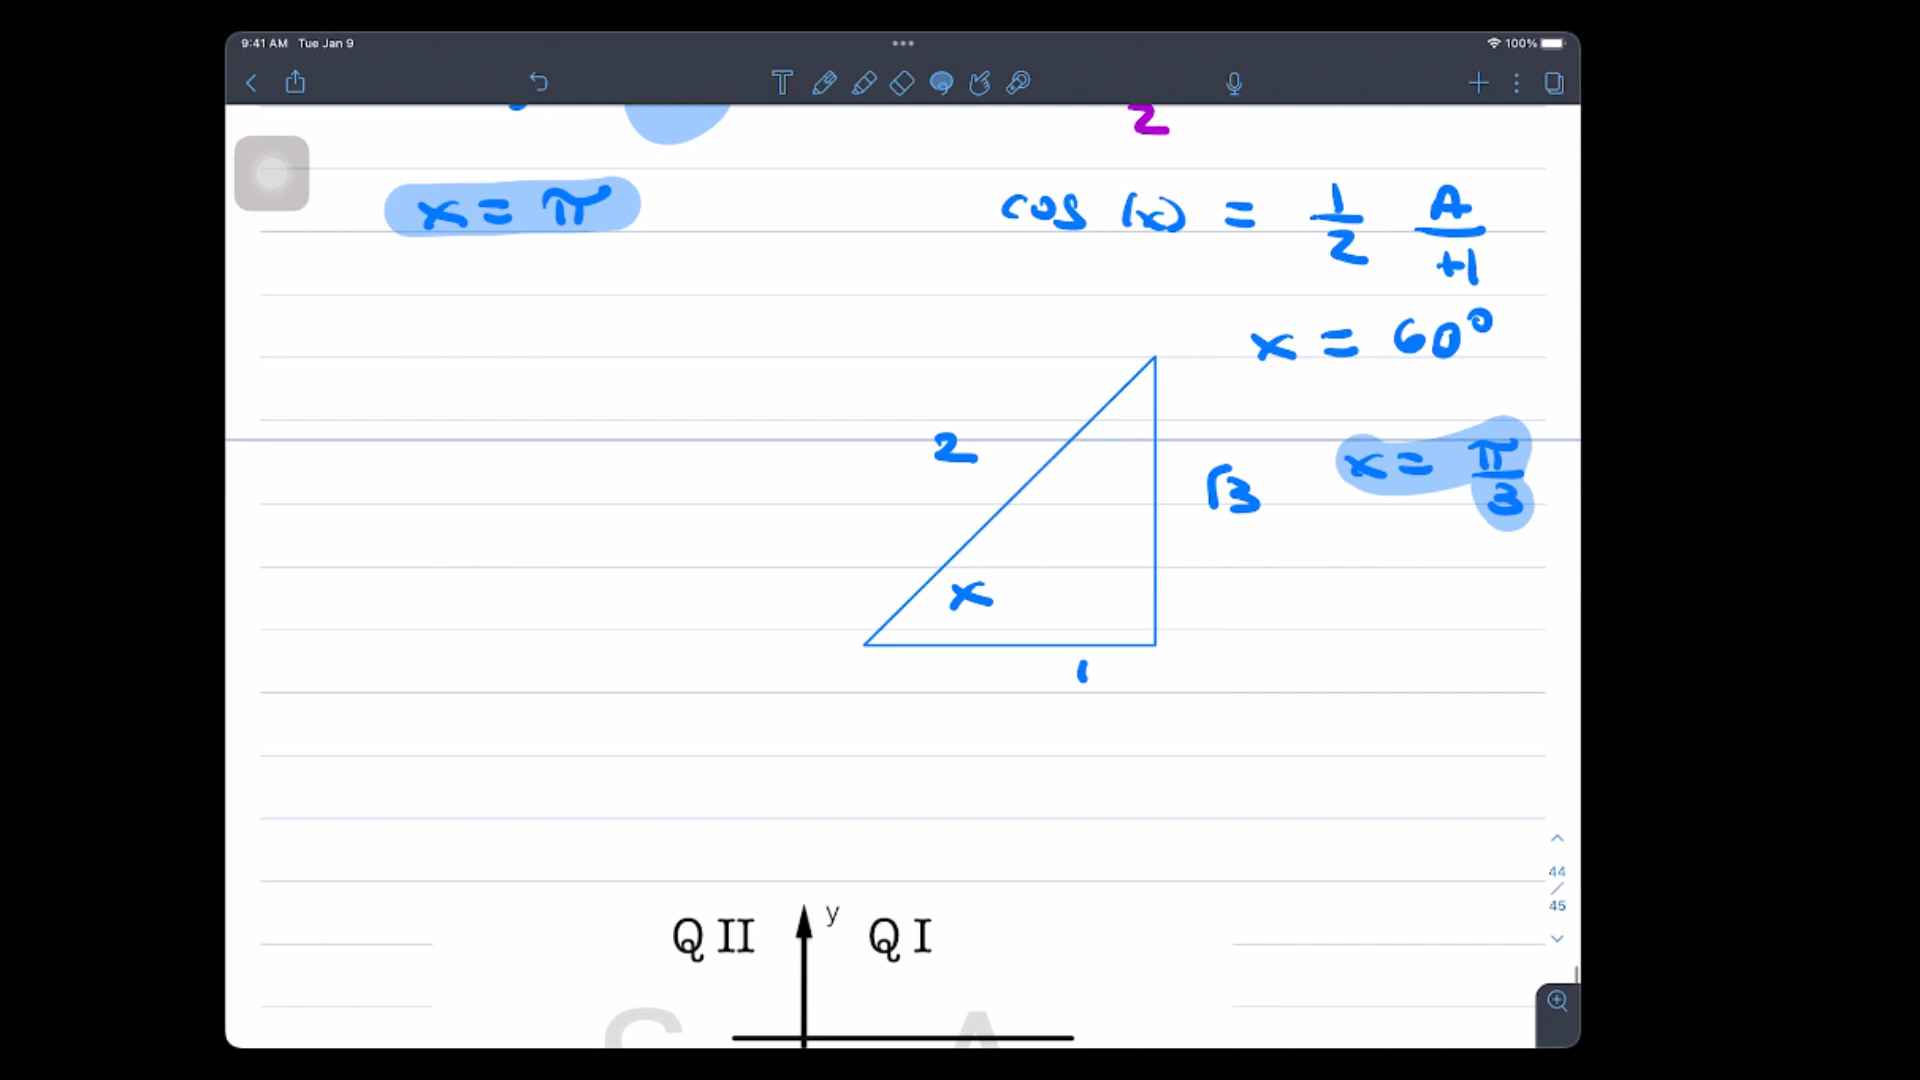 9:41 AM Tue Jan 9
100%
2
x = π
cos (x) = 1/2 A/H
x = 60°
2
√3
x = π/3
x
1
44
/
45
y
Q II Q I
S A